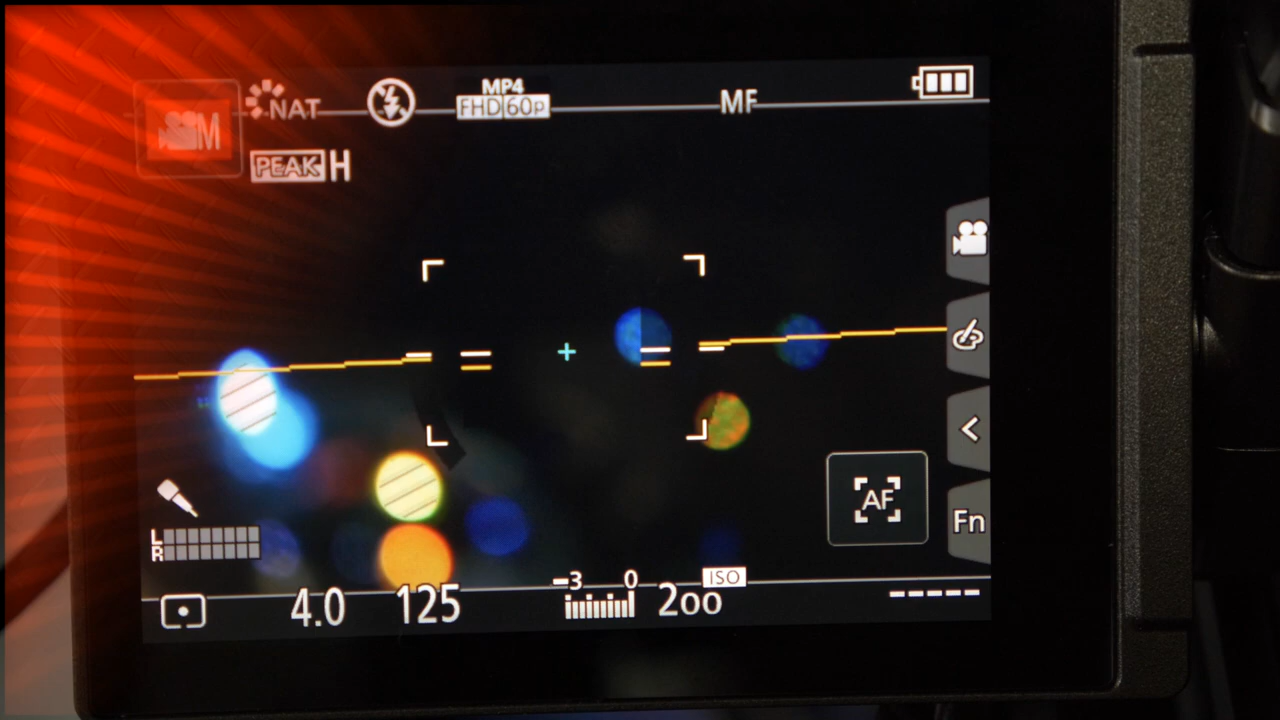 M NAT MP4 FHD 60p MF
PEAK H
AF
Fn
L
R
-3 0 ISO
4.0 125 200 -----